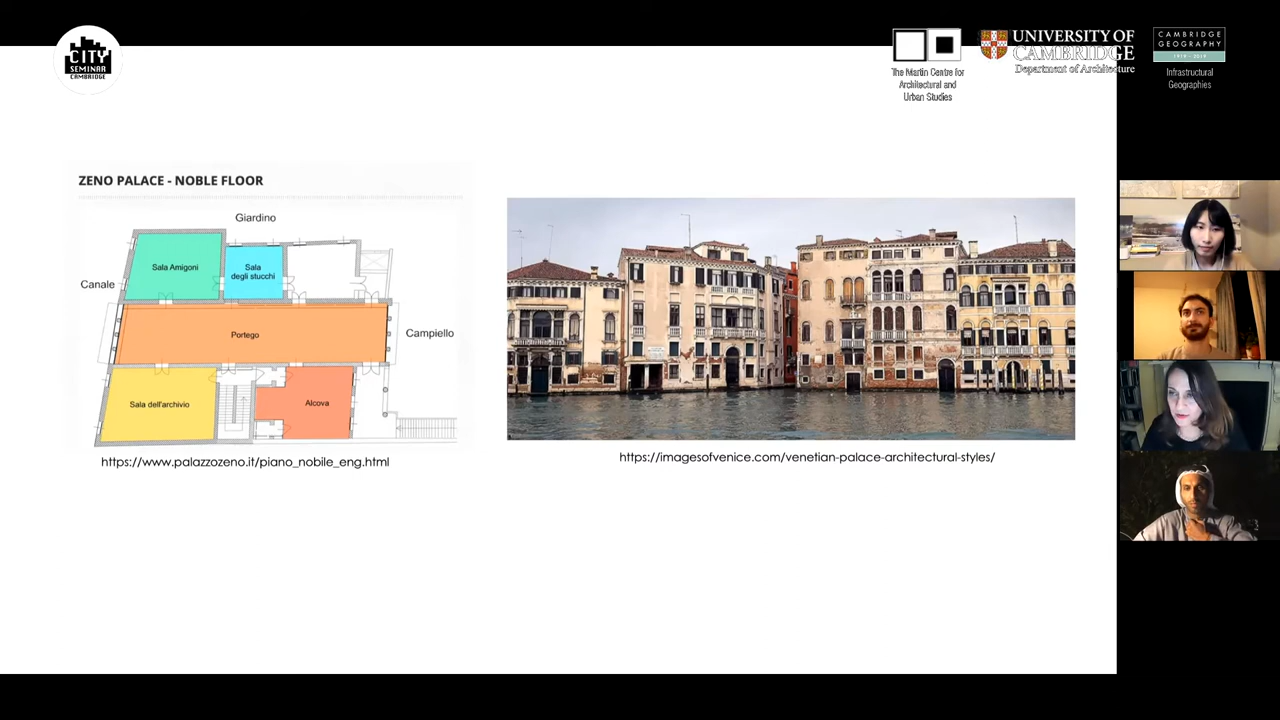 CITY
SEMINAR
CAMBRIDGE
The Martin Centre for
Architectural and
Urban Studies
UNIVERSITY OF
CAMBRIDGE
Department of Architecture
CAMBRIDGE
GEOGRAPHY
1919 - 2019
Infrastructural
Geographies
ZENO PALACE - NOBLE FLOOR
Giardino
Sala Amigoni
Sala
degli stucchi
Canale
Portego
Campiello
Sala dell'archivio
Alcova
https://www.palazzozeno.it/piano_nobile_eng.html
https://imagesofvenice.com/venetian-palace-architectural-styles/